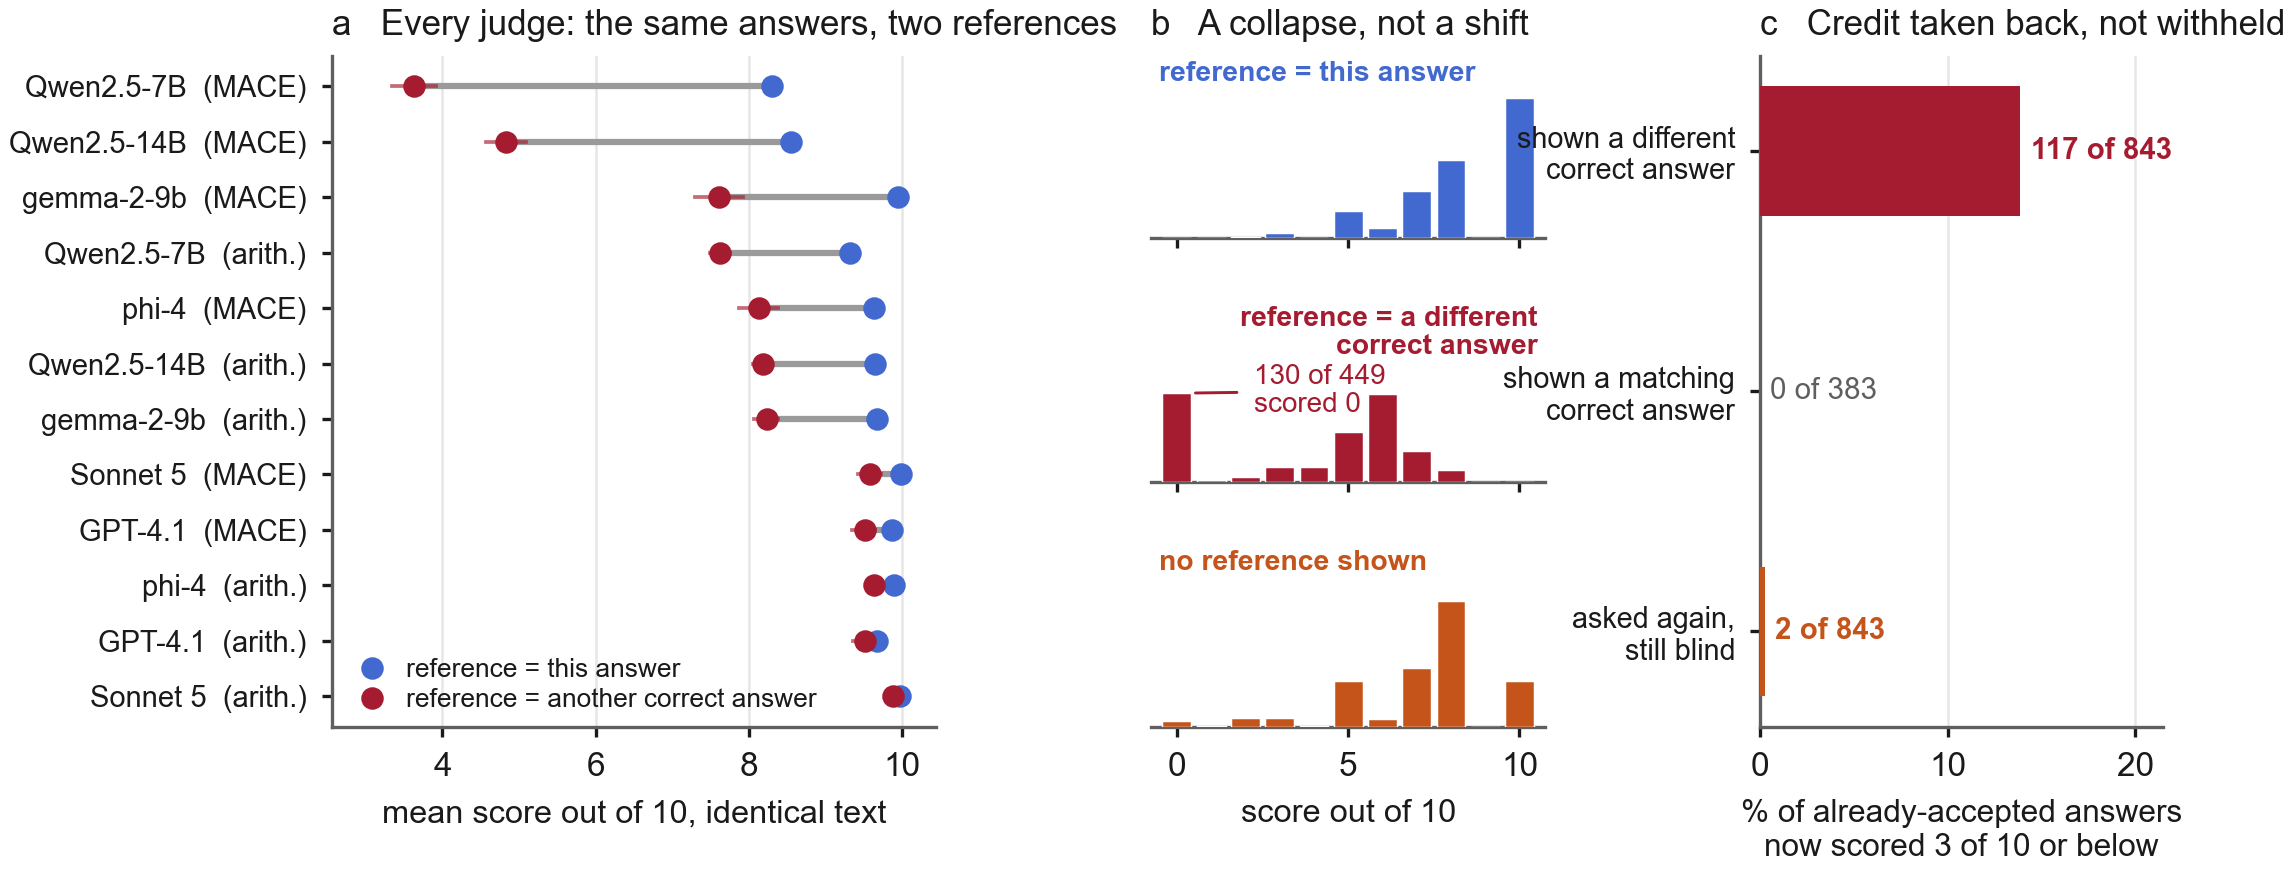 a Every judge: the same answers, two references
Qwen2.5-7B (MACE)
Qwen2.5-14B (MACE)
gemma-2-9b (MACE)
Qwen2.5-7B (arith.)
phi-4 (MACE)
Qwen2.5-14B (arith.)
gemma-2-9b (arith.)
Sonnet 5 (MACE)
GPT-4.1 (MACE)
phi-4 (arith.)
GPT-4.1 (arith.)
Sonnet 5 (arith.)
reference = this answer
reference = another correct answer
4 6 8 10
mean score out of 10, identical text
b A collapse, not a shift
reference = this answer
reference = a different
correct answer
130 of 449
scored 0
no reference shown
0 5 10
score out of 10
c Credit taken back, not withheld
shown a different
correct answer
117 of 843
shown a matching
correct answer
0 of 383
asked again,
still blind
2 of 843
0 10 20
% of already-accepted answers
now scored 3 of 10 or below